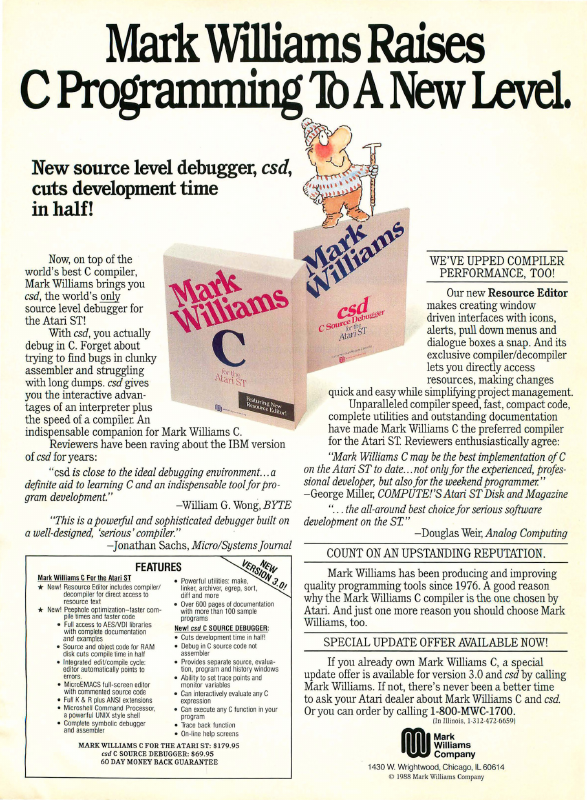 Mark Williams Raises
C Programming To A New Level.
New source level debugger, csd,
cuts development time
in half!
Mark
Williams
C
for the
Atari ST
Featuring New
Resource Editor!
Mark
Williams
csd
C Source Debugger
for the
Atari ST
Now, on top of the
world's best C compiler,
Mark Williams brings you
csd, the world's only
source level debugger for
the Atari ST!
With csd, you actually
debug in C. Forget about
trying to find bugs in clunky
assembler and struggling
with long dumps. csd gives
you the interactive advan-
tages of an interpreter plus
the speed of a compiler. An
indispensable companion for Mark Williams C.
Reviewers have been raving about the IBM version
of csd for years:
"csd is close to the ideal debugging environment...a
definite aid to learning C and an indispensable tool for pro-
gram development."
–William G. Wong, BYTE
"This is a powerful and sophisticated debugger built on
a well-designed, 'serious' compiler."
–Jonathan Sachs, Micro/Systems Journal
FEATURES
NEW
VERSION 3.0!
Mark Williams C For the Atari ST
★ New! Resource Editor includes compiler/
decompiler for direct access to
resource text
★ New! Peephole optimization–faster com-
pile times and faster code
• Full access to AES/VDI libraries
with complete documentation
and examples
• Source and object code for RAM
disk cuts compile time in half
• Integrated edit/compile cycle:
editor automatically points to
errors.
• MicroEMACS full-screen editor
with commented source code
• Full K & R plus ANSI extensions
• Microshell Command Processor,
a powerful UNIX style shell
• Complete symbolic debugger
and assembler
• Powerful utilities: make,
linker, archiver, egrep, sort,
diff and more
• Over 600 pages of documentation
with more than 100 sample
programs
New! csd C SOURCE DEBUGGER:
• Cuts development time in half!
• Debug in C source code not
assembler
• Provides separate source, evalua-
tion, program and history windows
• Ability to set trace points and
monitor variables
• Can interactively evaluate any C
expression
• Can execute any C function in your
program
• Trace back function
• On-line help screens
MARK WILLIAMS C FOR THE ATARI ST: $179.95
csd C SOURCE DEBUGGER: $69.95
60 DAY MONEY BACK GUARANTEE
WE'VE UPPED COMPILER
PERFORMANCE, TOO!
Our new Resource Editor
makes creating window
driven interfaces with icons,
alerts, pull down menus and
dialogue boxes a snap. And its
exclusive compiler/decompiler
lets you directly access
resources, making changes
quick and easy while simplifying project management.
Unparalleled compiler speed, fast, compact code,
complete utilities and outstanding documentation
have made Mark Williams C the preferred compiler
for the Atari ST. Reviewers enthusiastically agree:
"Mark Williams C may be the best implementation of C
on the Atari ST to date...not only for the experienced, profes-
sional developer, but also for the weekend programmer."
–George Miller, COMPUTE!'S Atari ST Disk and Magazine
"...the all-around best choice for serious software
development on the ST."
–Douglas Weir, Analog Computing
COUNT ON AN UPSTANDING REPUTATION.
Mark Williams has been producing and improving
quality programming tools since 1976. A good reason
why the Mark Williams C compiler is the one chosen by
Atari. And just one more reason you should choose Mark
Williams, too.
SPECIAL UPDATE OFFER AVAILABLE NOW!
If you already own Mark Williams C, a special
update offer is available for version 3.0 and csd by calling
Mark Williams. If not, there's never been a better time
to ask your Atari dealer about Mark Williams C and csd.
Or you can order by calling 1-800-MWC-1700.
(In Illinois, 1-312-472-6659)
Mark
Williams
Company
1430 W. Wrightwood, Chicago, IL 60614
© 1988 Mark Williams Company